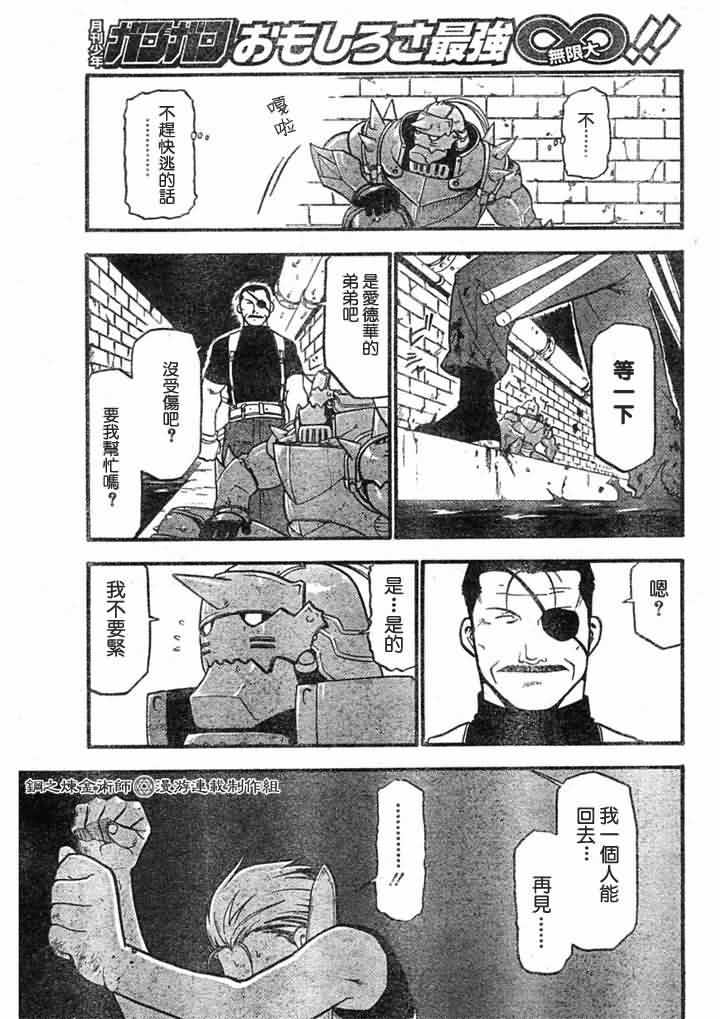 月刊少年
ガンガン
おもしろさ最強
無限大
!!
不…
………
嘎啦
不趕快逃的話
………
等一下
是愛德華的
弟弟吧
沒受傷吧？
要我幫忙嗎？
嗯？
是…是的
我不要緊
鋼之煉金術師 漫游連載制作組
我一個人能
回去…
再見……
………!!